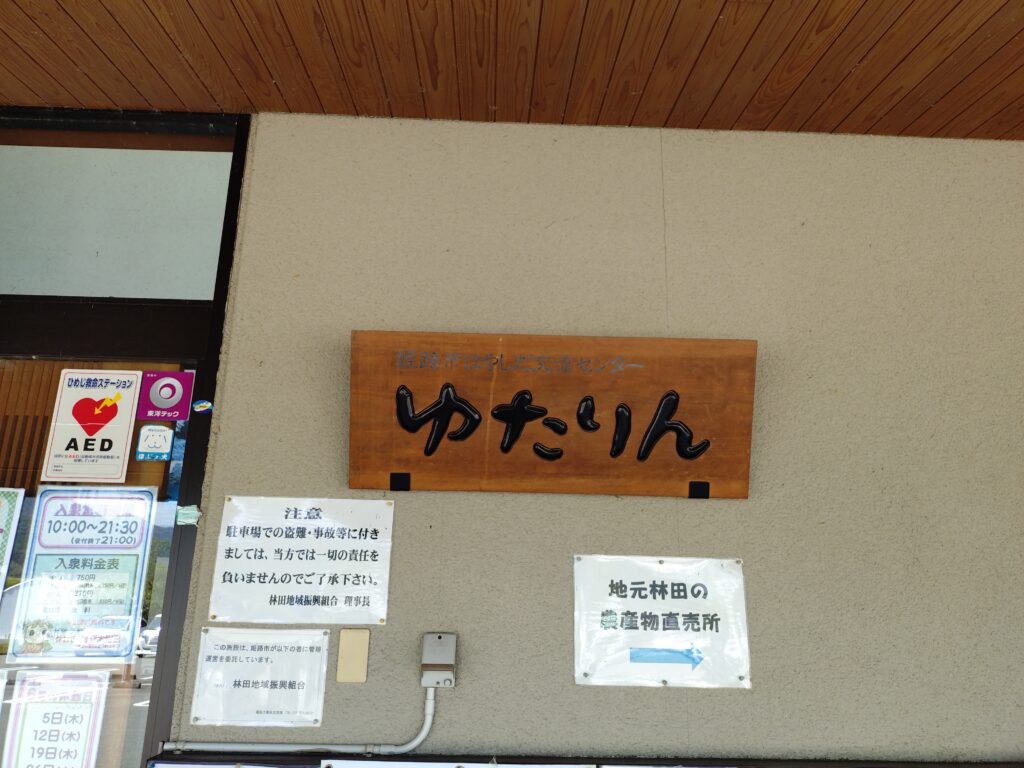 姫路市はやしだ交流センター
ゆたりん
ひめじ救命ステーション
AED
東洋テック
ほぶっ犬
10:00～21:30
(受付終了21:00)
入泉料金表
750円
注意
駐車場での盗難・事故等に付き
ましては、当方では一切の責任を
負いませんのでご了承下さい。
林田地域振興組合 理事長
この施設は、姫路市が以下の者に管理
運営を委託しています。
林田地域振興組合
地元林田の
農産物直売所
5日(木)
12日(木)
19日(木)